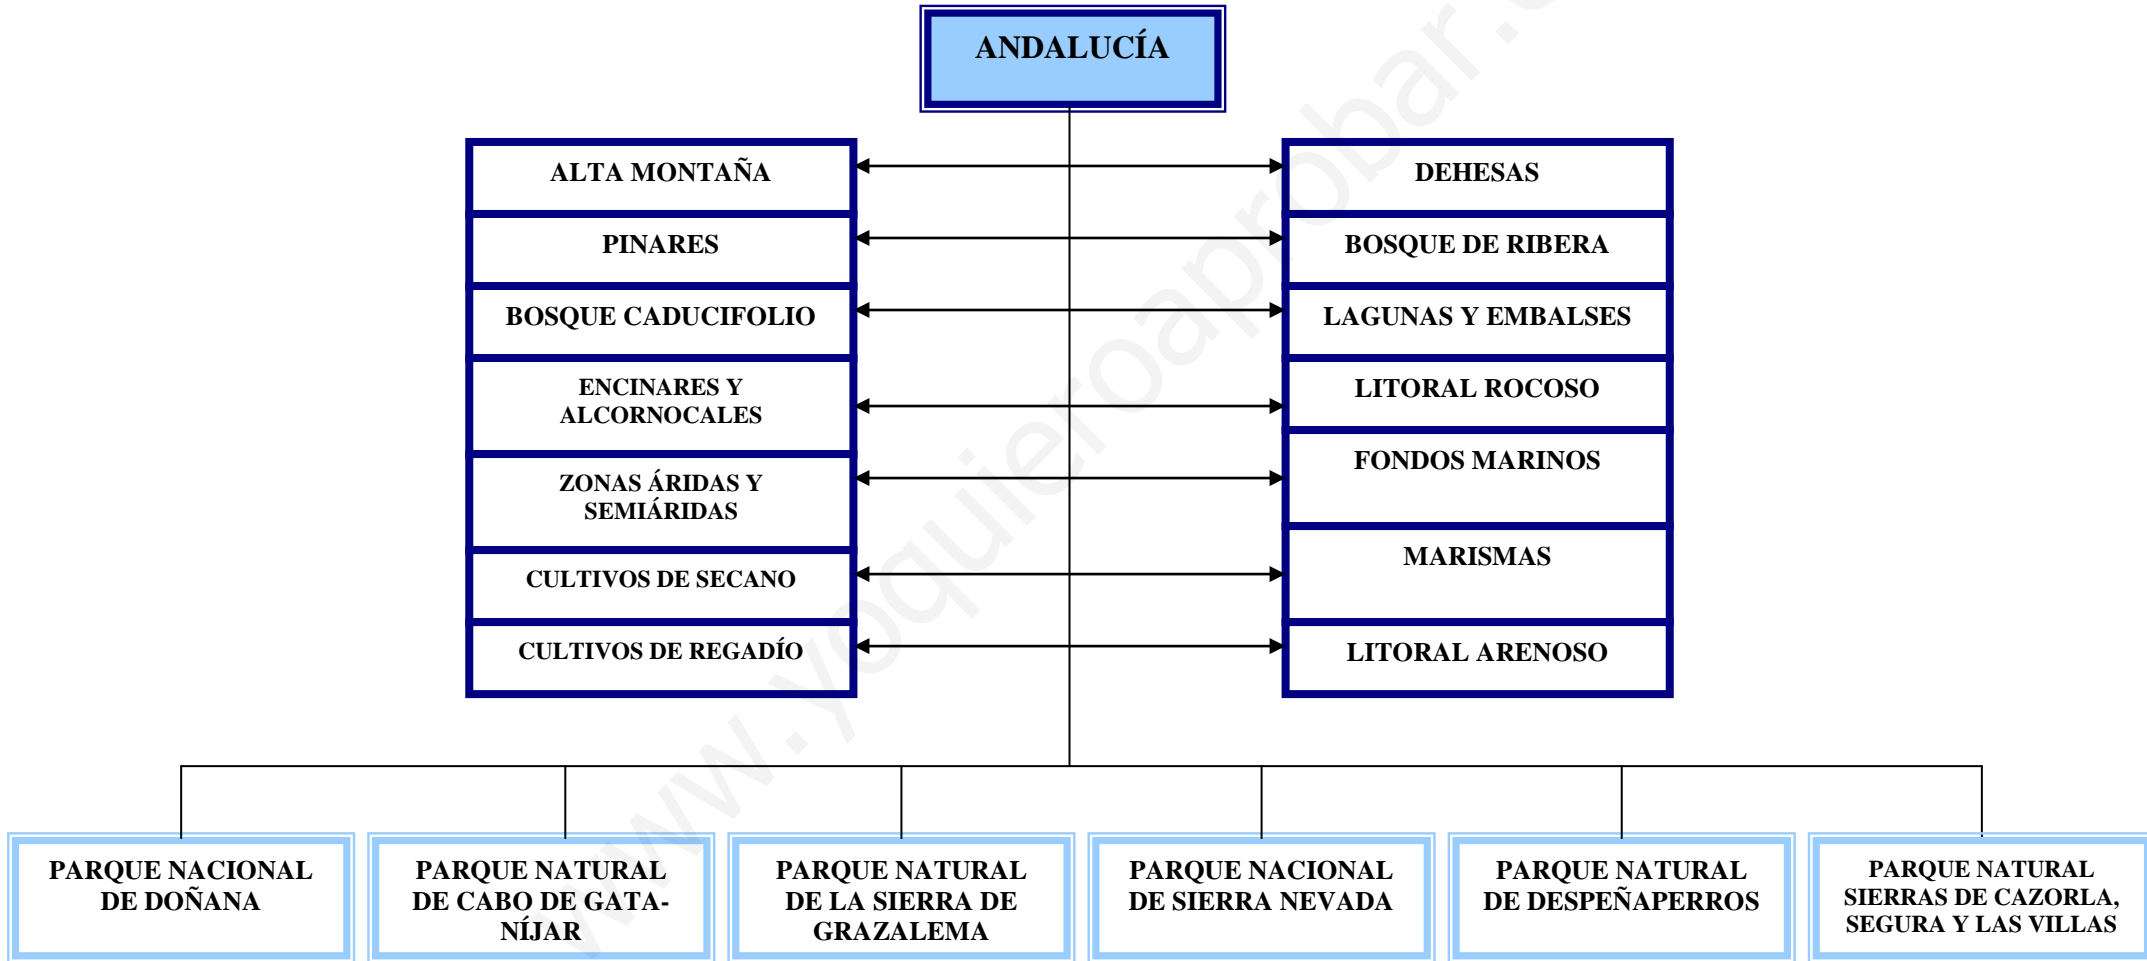 ANDALUCÍA
ALTA MONTAÑA
DEHESAS
PINARES
BOSQUE DE RIBERA
BOSQUE CADUCIFOLIO
LAGUNAS Y EMBALSES
ENCINARES Y
ALCORNOCALES
LITORAL ROCOSO
ZONAS ÁRIDAS Y
SEMIÁRIDAS
FONDOS MARINOS
CULTIVOS DE SECANO
MARISMAS
CULTIVOS DE REGADÍO
LITORAL ARENOSO
PARQUE NACIONAL
DE DOÑANA
PARQUE NATURAL
DE CABO DE GATA-
NÍJAR
PARQUE NATURAL
DE LA SIERRA DE
GRAZALEMA
PARQUE NACIONAL
DE SIERRA NEVADA
PARQUE NATURAL
DE DESPEÑAPERROS
PARQUE NATURAL
SIERRAS DE CAZORLA,
SEGURA Y LAS VILLAS
www.yoquieroaprobar.